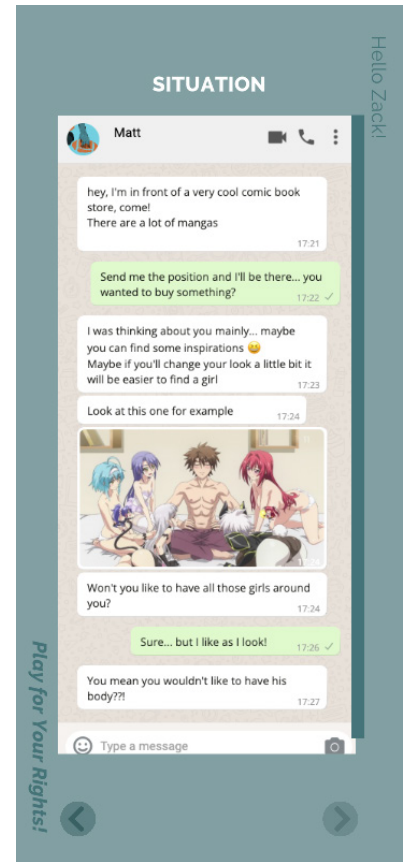 Hello Zack!
SITUATION
Matt
hey, I'm in front of a very cool comic book
store, come!
There are a lot of mangas
17:21
Send me the position and I'll be there... you
wanted to buy something?
17:22
I was thinking about you mainly... maybe
you can find some inspirations 😀
Maybe if you'll change your look a little bit it
will be easier to find a girl
17:23
Look at this one for example
17:24
Won't you like to have all those girls around
you?
17:24
Sure... but I like as I look!
17:26
You mean you wouldn't like to have his
body??!
17:27
Type a message
Play for Your Rights!